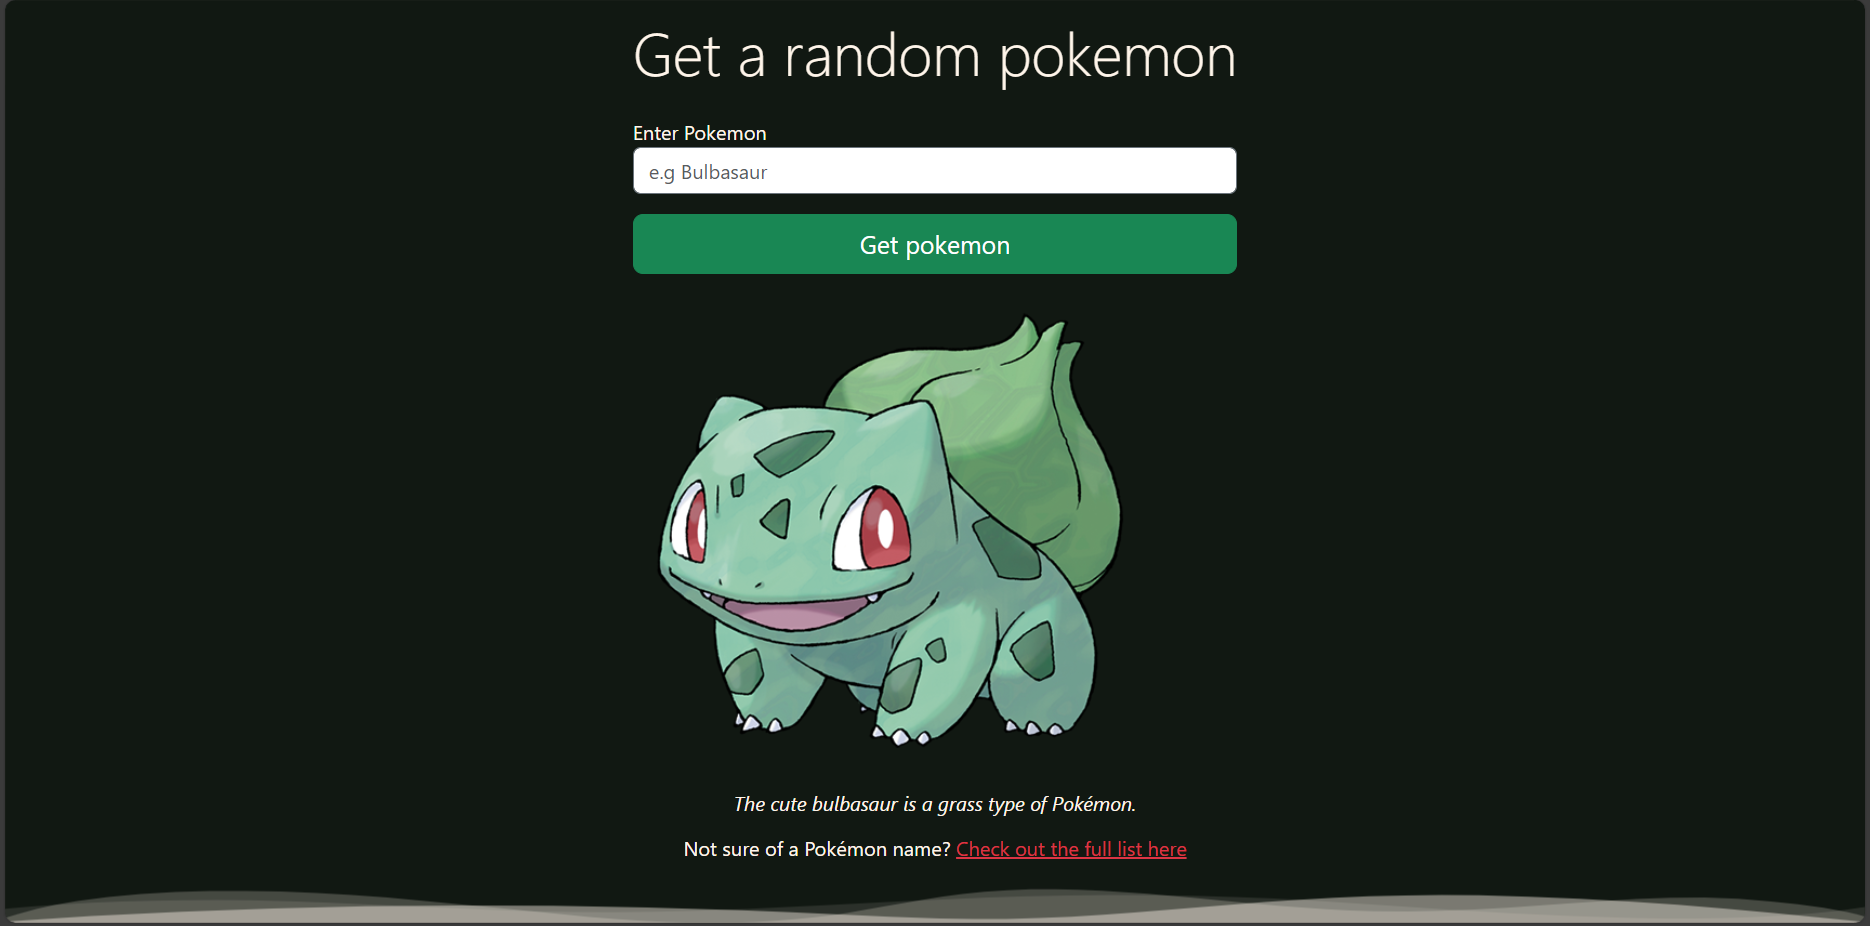 Get a random pokemon
Enter Pokemon
e.g Bulbasaur
Get pokemon
The cute bulbasaur is a grass type of Pokémon.
Not sure of a Pokémon name? Check out the full list here